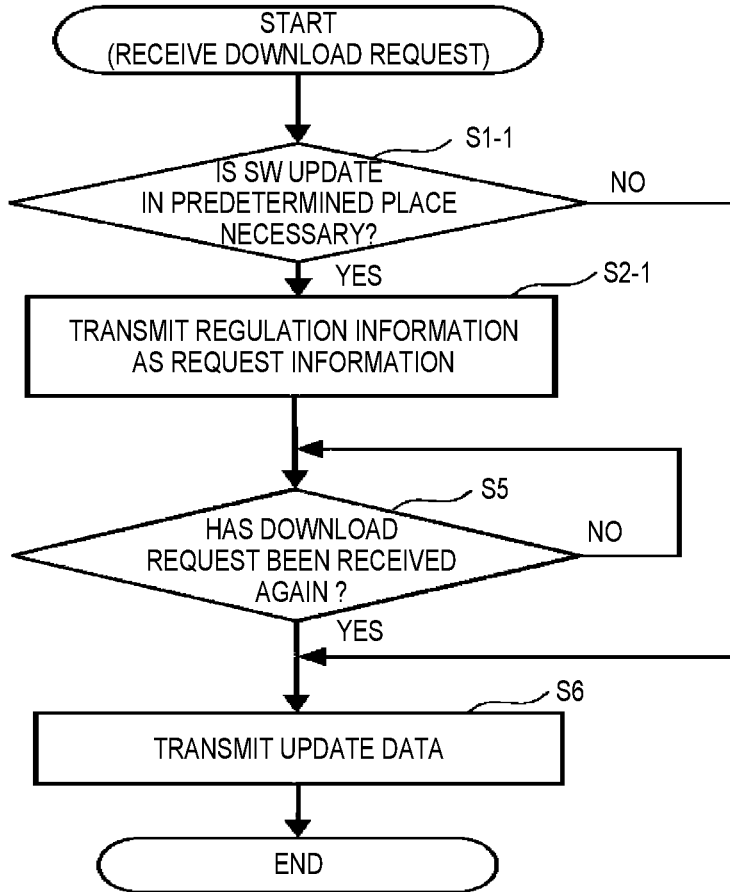 START
(RECEIVE DOWNLOAD REQUEST)
S1-1
IS SW UPDATE
IN PREDETERMINED PLACE
NECESSARY?
NO
YES
S2-1
TRANSMIT REGULATION INFORMATION
AS REQUEST INFORMATION
S5
HAS DOWNLOAD
REQUEST BEEN RECEIVED
AGAIN ?
NO
YES
S6
TRANSMIT UPDATE DATA
END